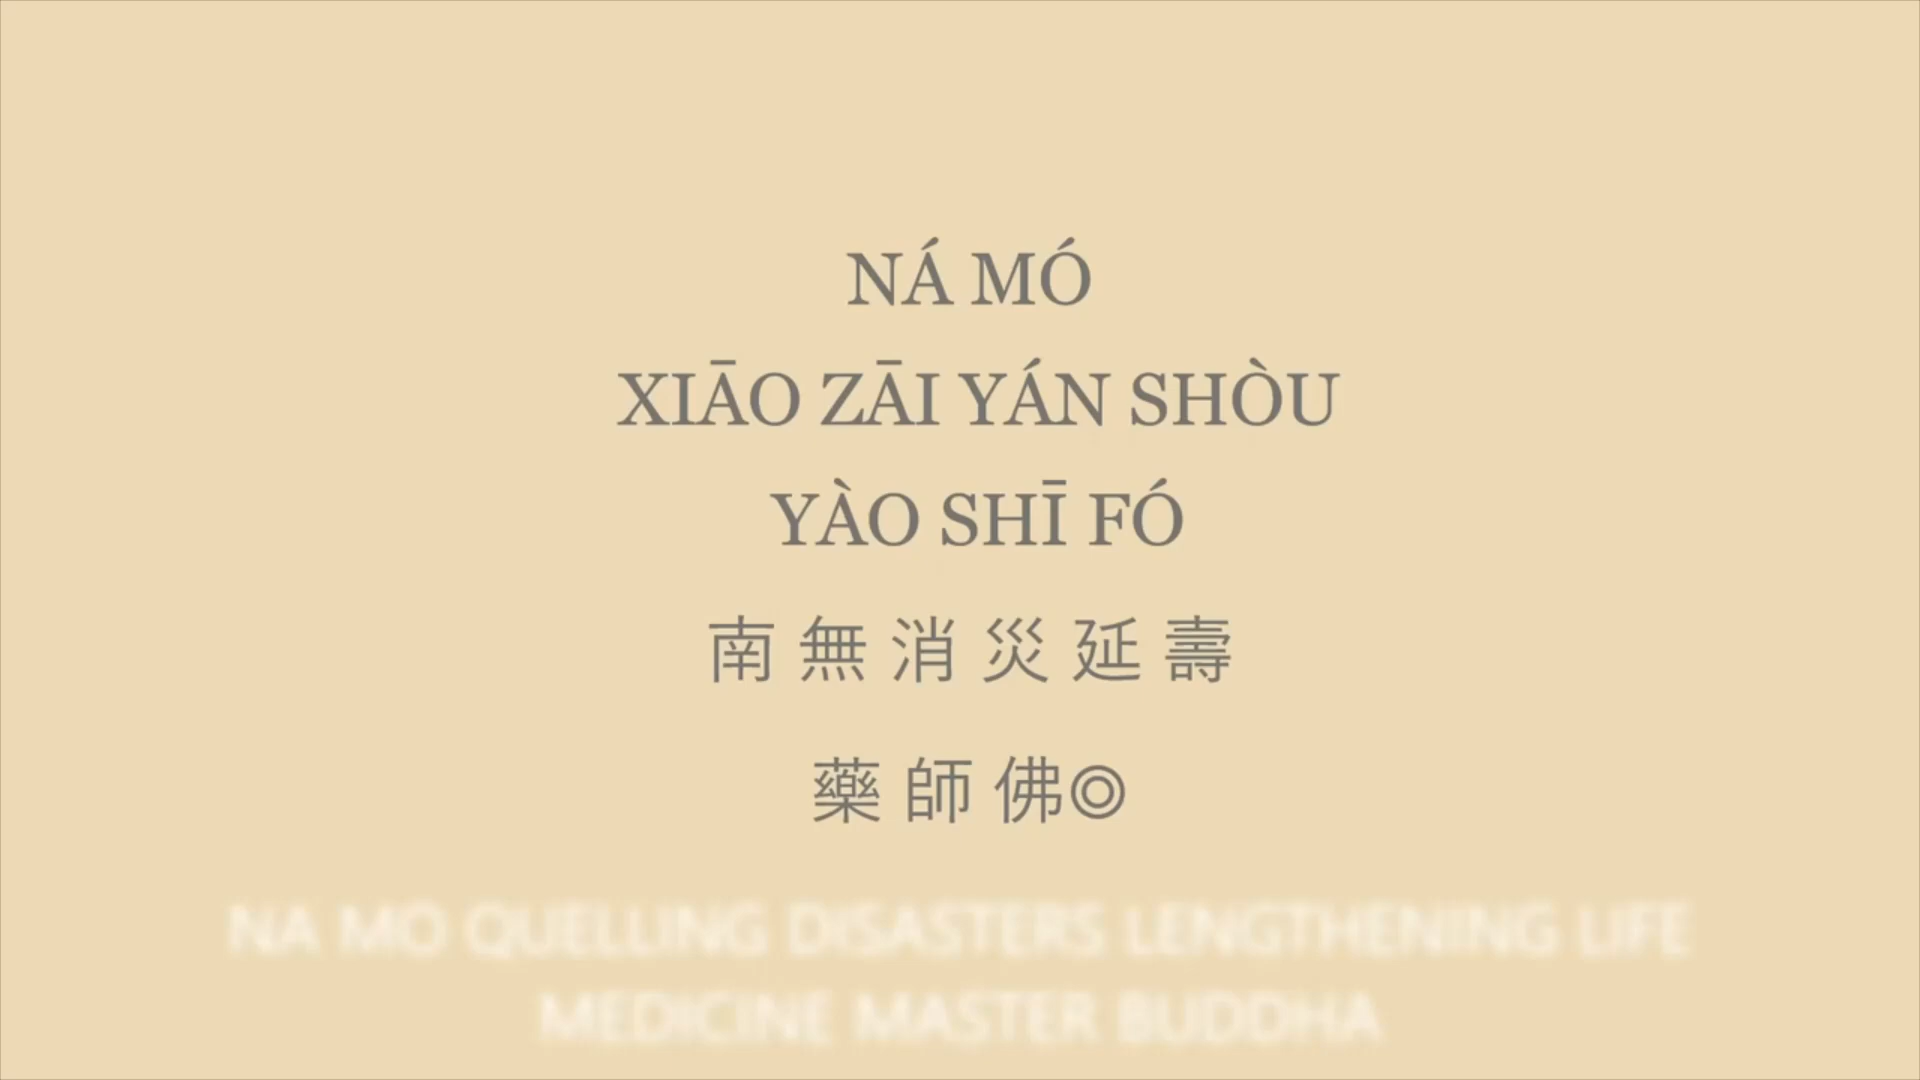 NÁ MÓ
XIĀO ZĀI YÁN SHÒU
YÀO SHĪ FÓ
南 無 消 災 延 壽
藥 師 佛◎
NA MO QUELLING DISASTERS LENGTHENING LIFE
MEDICINE MASTER BUDDHA